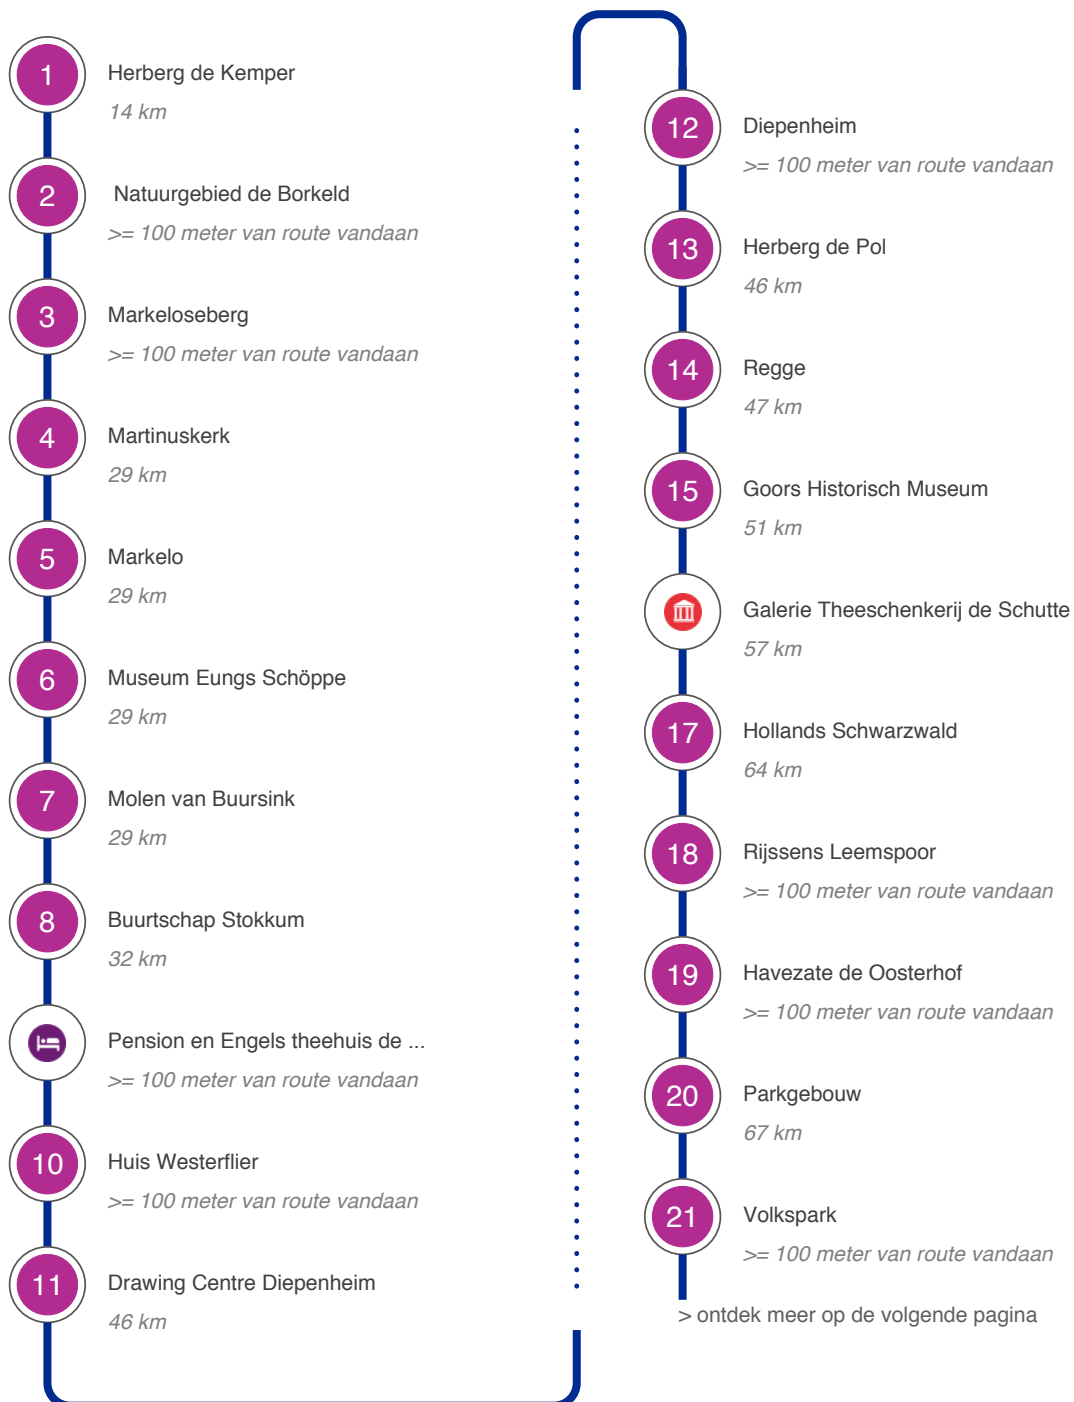 1
Herberg de Kemper
14 km
2
Natuurgebied de Borkeld
>= 100 meter van route vandaan
3
Markeloseberg
>= 100 meter van route vandaan
4
Martinuskerk
29 km
5
Markelo
29 km
6
Museum Eungs Schöppe
29 km
7
Molen van Buursink
29 km
8
Buurtschap Stokkum
32 km
Pension en Engels theehuis de ...
>= 100 meter van route vandaan
10
Huis Westerflier
>= 100 meter van route vandaan
11
Drawing Centre Diepenheim
46 km
12
Diepenheim
>= 100 meter van route vandaan
13
Herberg de Pol
46 km
14
Regge
47 km
15
Goors Historisch Museum
51 km
Galerie Theeschenkerij de Schutte
57 km
17
Hollands Schwarzwald
64 km
18
Rijssens Leemspoor
>= 100 meter van route vandaan
19
Havezate de Oosterhof
>= 100 meter van route vandaan
20
Parkgebouw
67 km
21
Volkspark
>= 100 meter van route vandaan
> ontdek meer op de volgende pagina